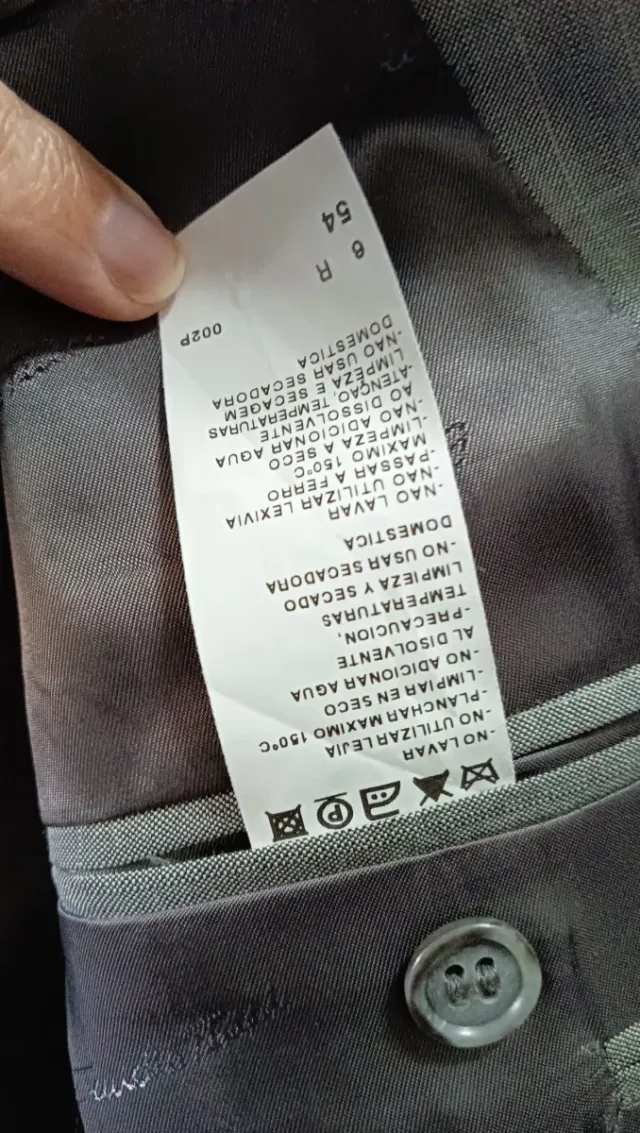 -NO LAVAR
-NO UTILIZAR LEJIA
-PLANCHAR MAXIMO 150ºC
-LIMPIAR EN SECO
-NO ADICIONAR AGUA
AL DISOLVENTE
-PRECAUCION,
TEMPERATURAS
LIMPIEZA Y SECADO
-NO USAR SECADORA
DOMESTICA
-NAO LAVAR
-NAO UTILIZAR LEXIVIA
-PASSAR A FERRO
MAXIMO 150ºC
-LIMPEZA A SECO
-NAO ADICIONAR AGUA
AO DISSOLVENTE
-ATENÇAO, TEMPERATURAS
LIMPEZA E SECAGEM
-NAO USAR SECADORA
DOMESTICA
002P
6 R
54